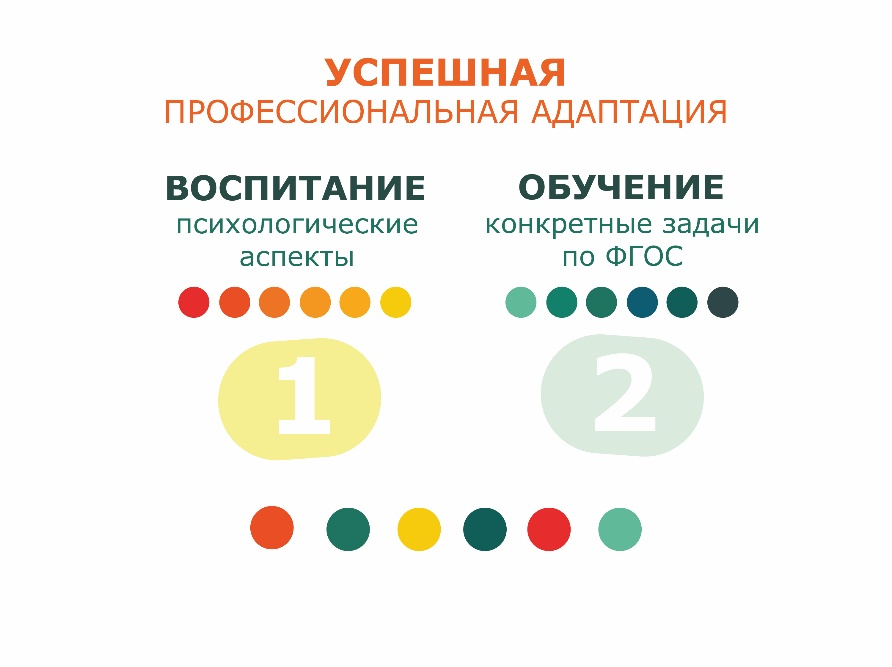 УСПЕШНАЯ
ПРОФЕССИОНАЛЬНАЯ АДАПТАЦИЯ
ВОСПИТАНИЕ
психологические
аспекты
1
ОБУЧЕНИЕ
конкретные задачи
по ФГОС
2